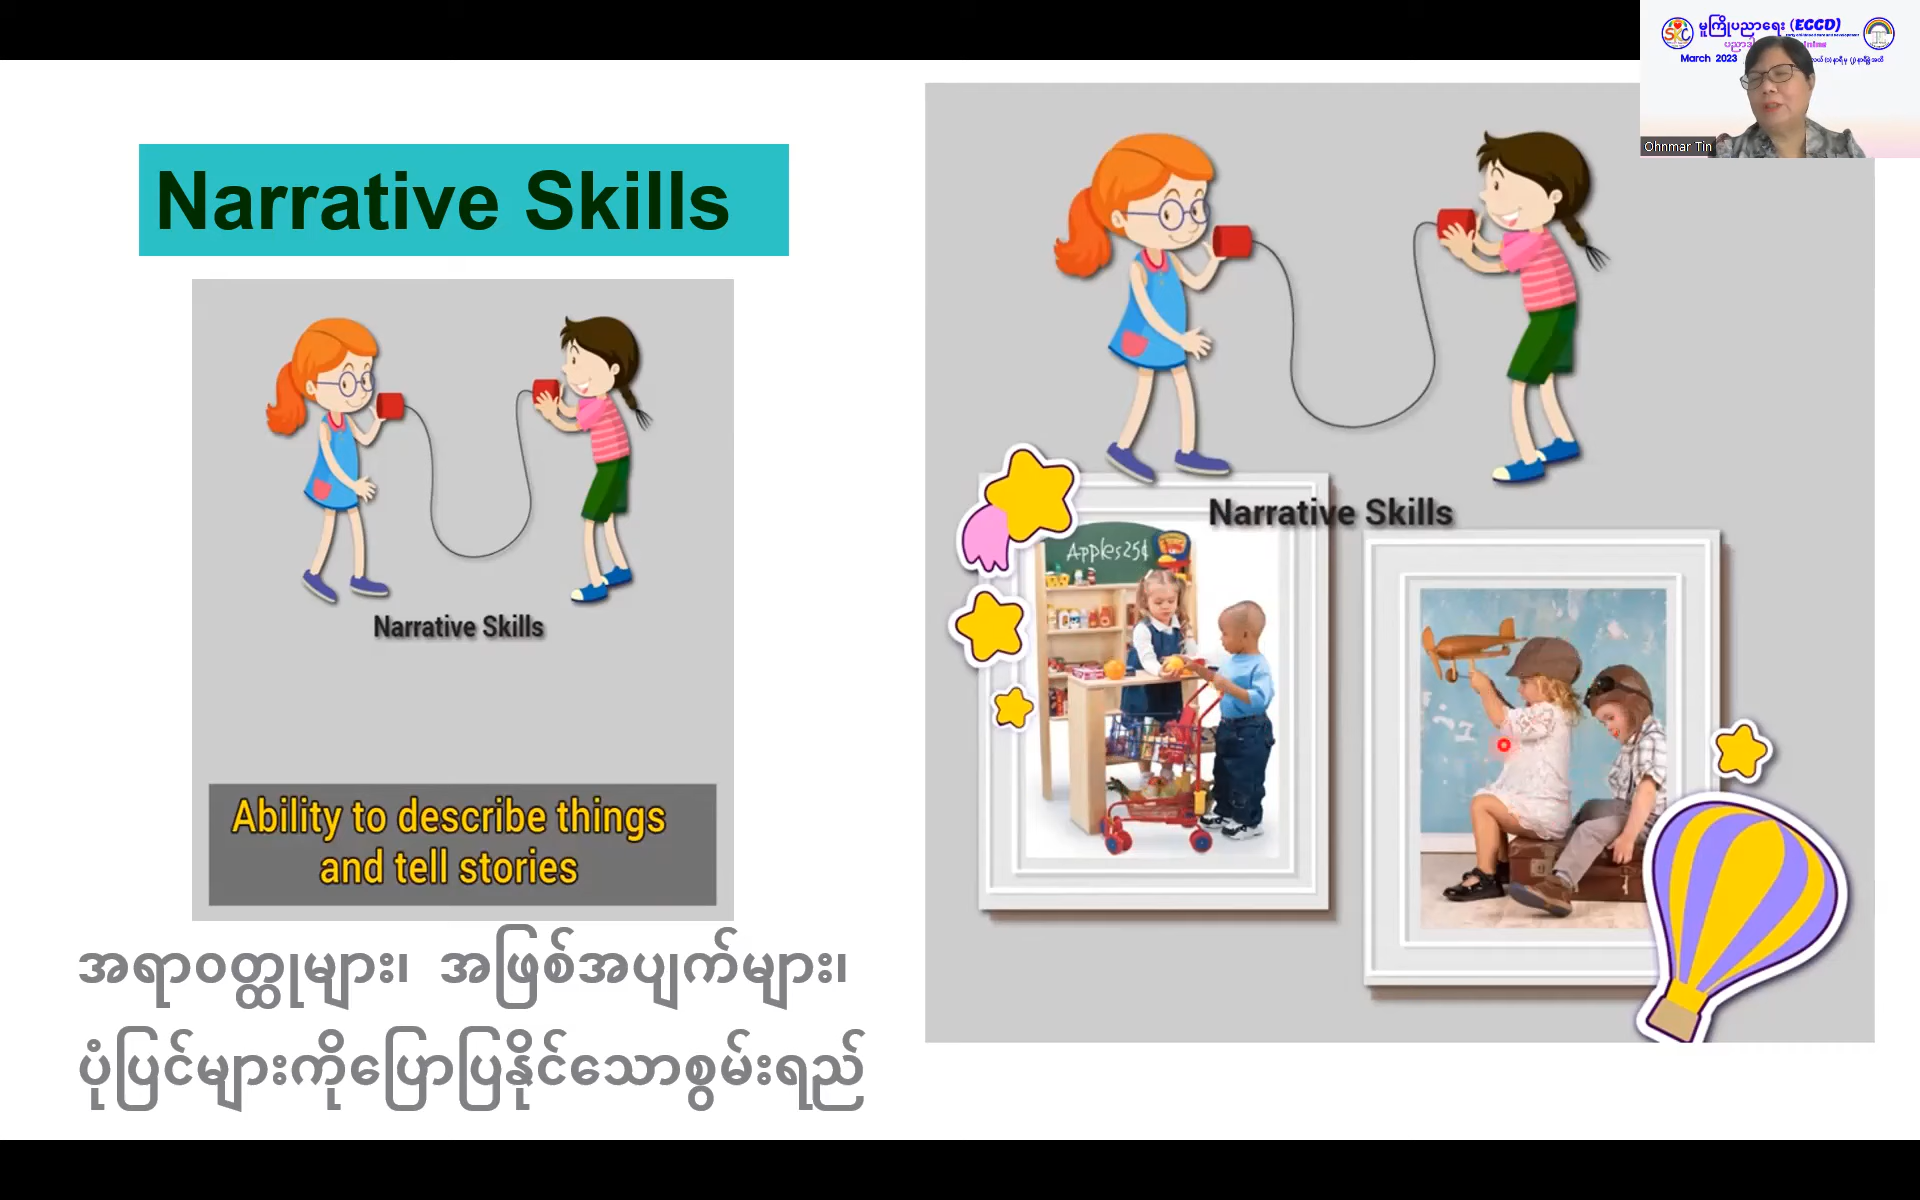 Narrative Skills
Narrative Skills
Ability to describe things
and tell stories
အရာဝတ္ထုများ၊ အဖြစ်အပျက်များ၊
ပုံပြင်များကိုပြောပြနိုင်သောစွမ်းရည်
Narrative Skills
Apples 25¢
မူကြိုပညာရေး (ECCD)
March 2023
Ohnmar Tin